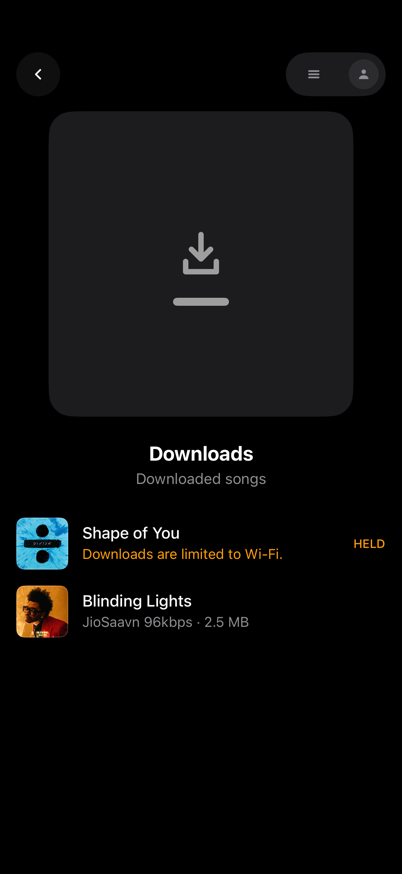 Downloads
Downloaded songs
Shape of You
Downloads are limited to Wi-Fi.
HELD
Blinding Lights
JioSaavn 96kbps · 2.5 MB